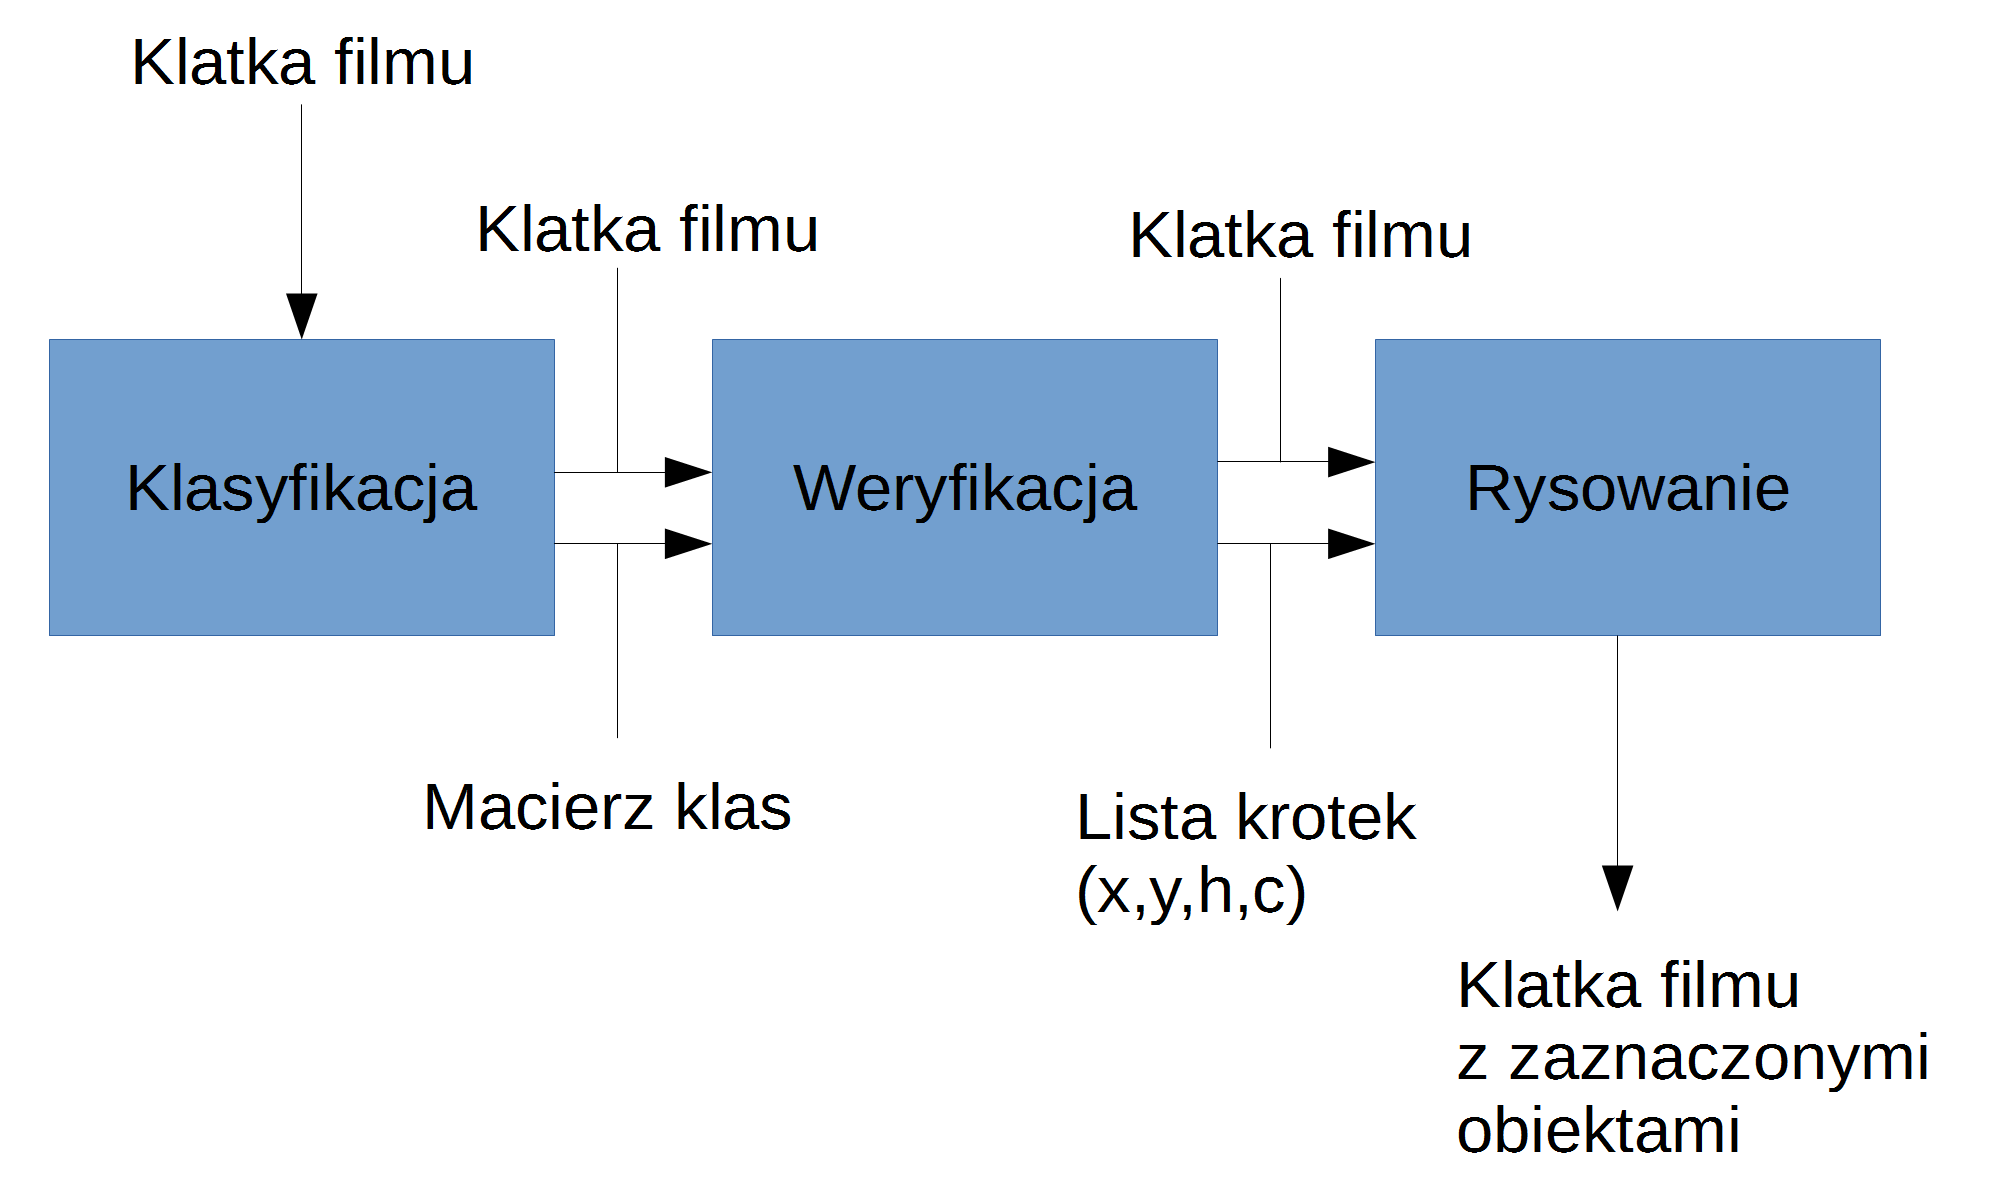 Klatka filmu
Klatka filmu
Klatka filmu
Klasyfikacja
Weryfikacja
Rysowanie
Macierz klas
Lista krotek
(x,y,h,c)
Klatka filmu
z zaznaczonymi
obiektami